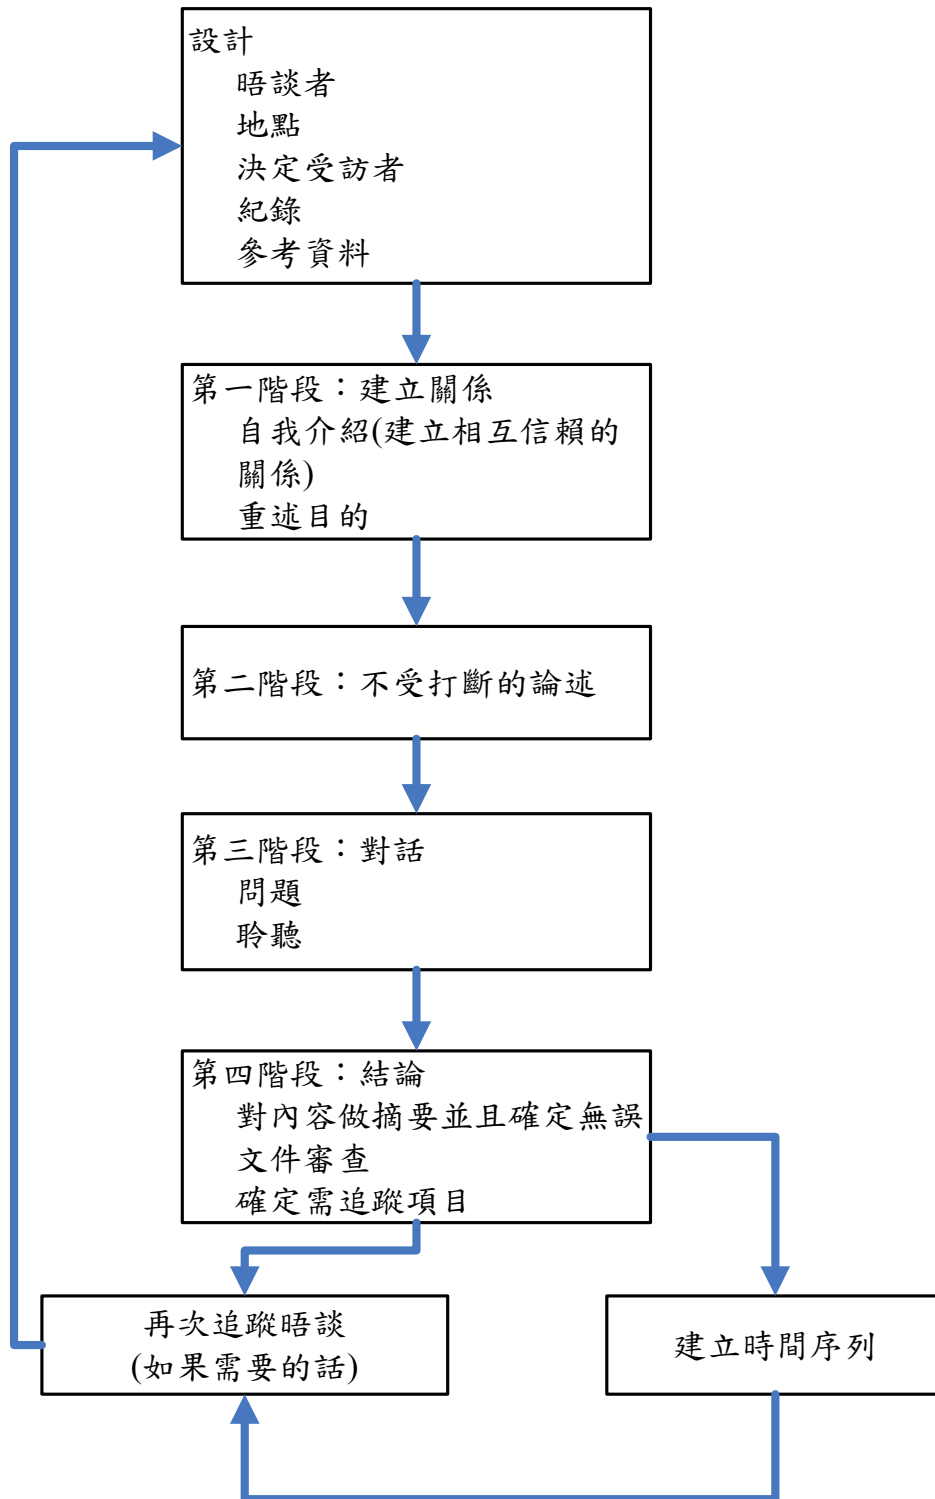 設計
晤談者
地點
決定受訪者
紀錄
參考資料
第一階段：建立關係
自我介紹(建立相互信賴的
關係)
重述目的
第二階段：不受打斷的論述
第三階段：對話
問題
聆聽
第四階段：結論
對內容做摘要並且確定無誤
文件審查
確定需追蹤項目
再次追蹤晤談
(如果需要的話)
建立時間序列